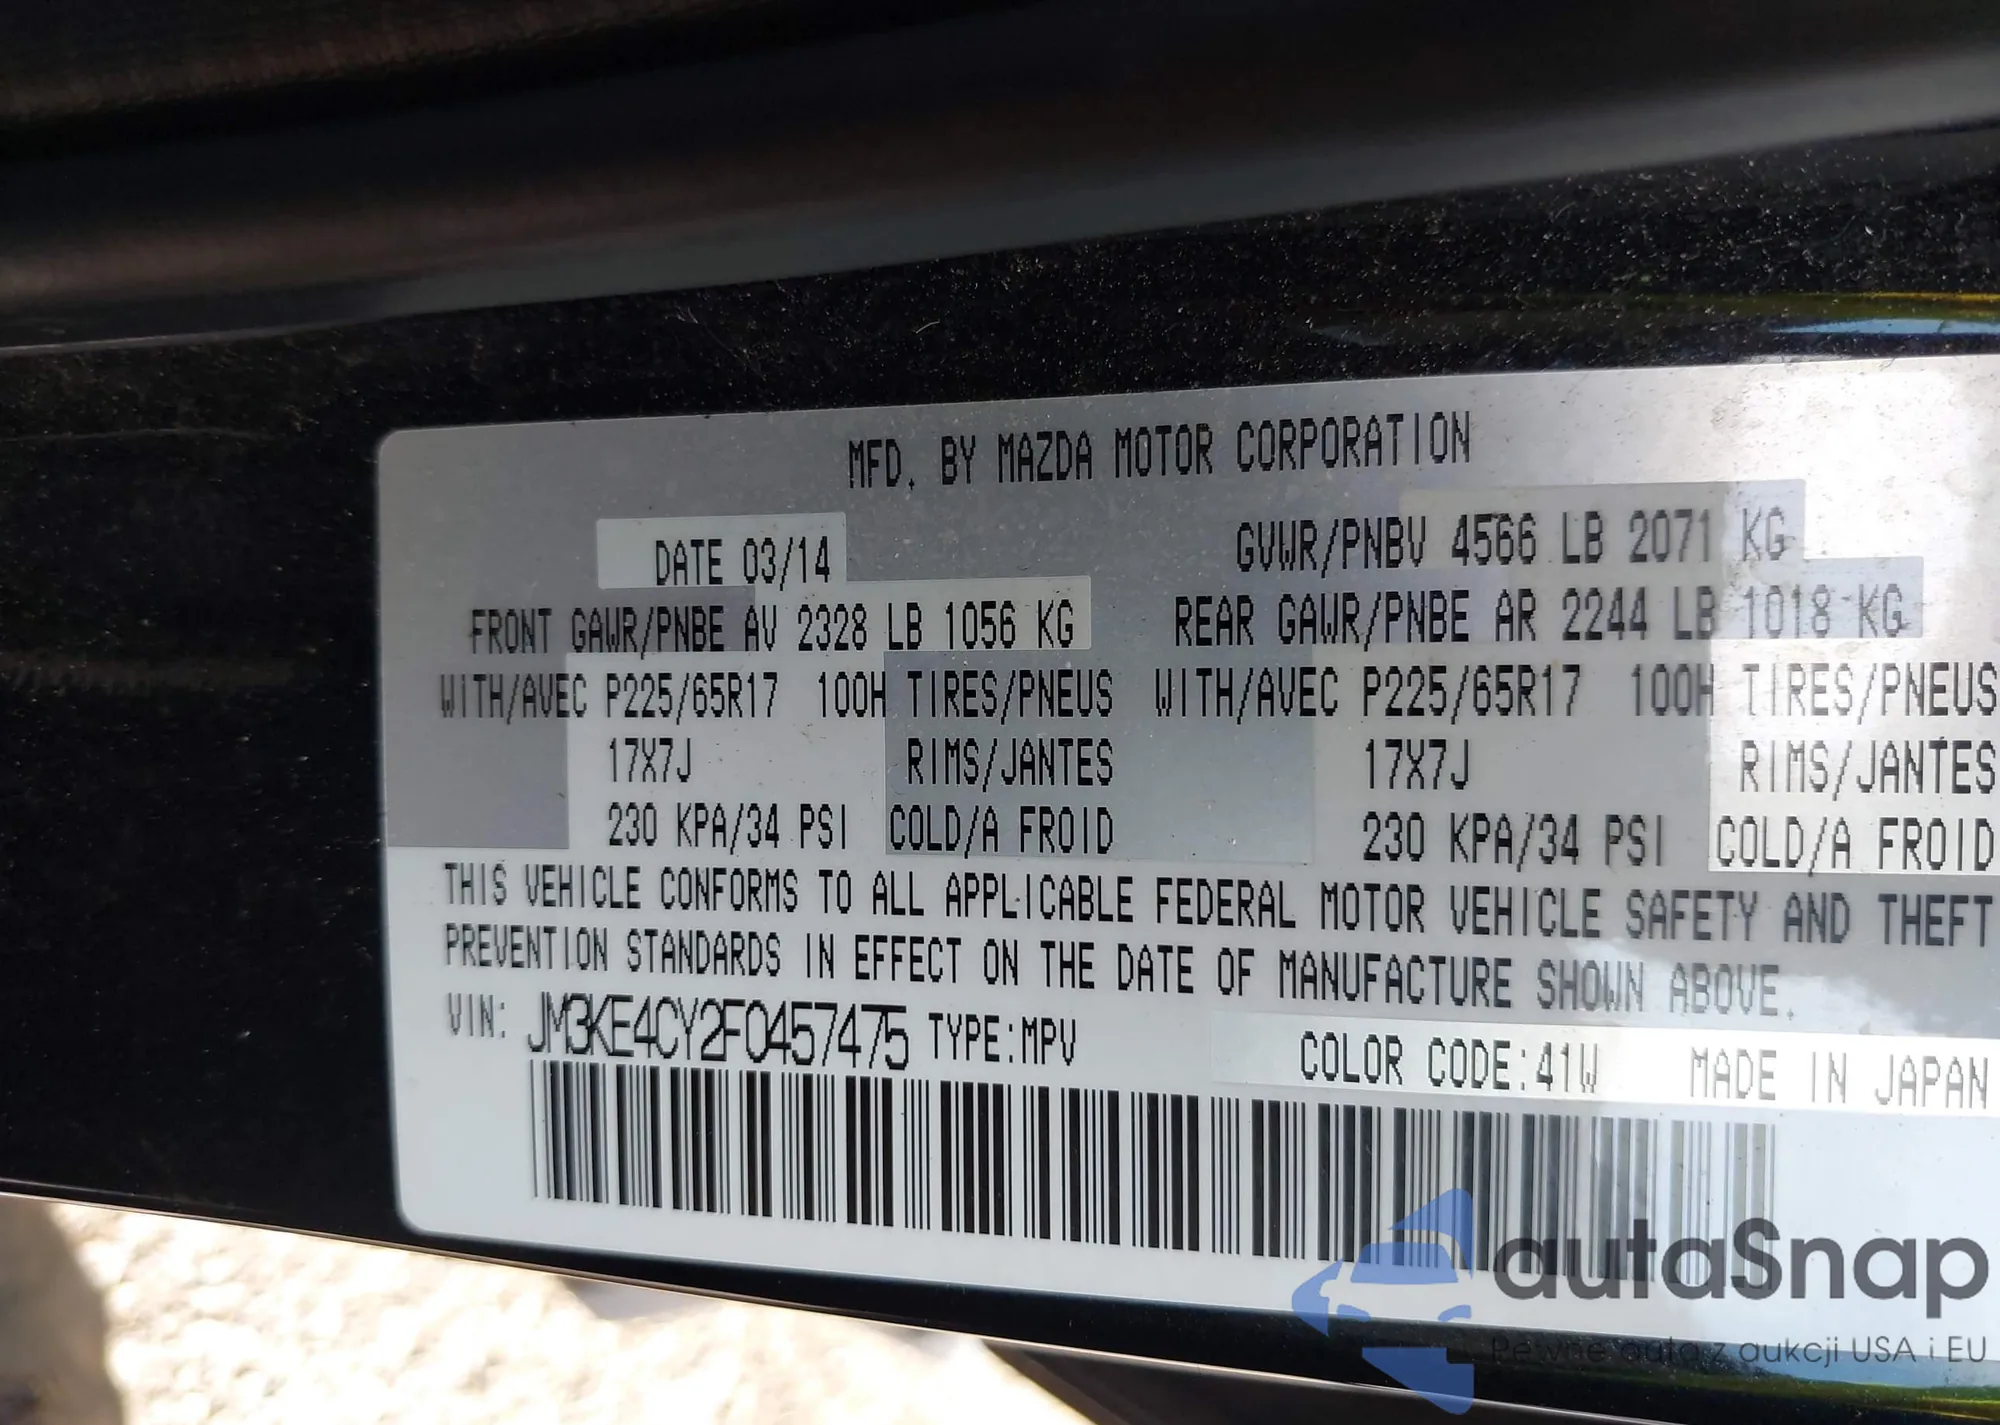 MFD. BY MAZDA MOTOR CORPORATION
DATE 03/14 GVWR/PNBV 4566 LB 2071 KG
FRONT GAWR/PNBE AV 2328 LB 1056 KG REAR GAWR/PNBE AR 2244 LB 1018 KG
WITH/AVEC P225/65R17 100H TIRES/PNEUS WITH/AVEC P225/65R17 100H TIRES/PNEUS
17X7J RIMS/JANTES 17X7J RIMS/JANTES
230 KPA/34 PSI COLD/A FROID 230 KPA/34 PSI COLD/A FROID
THIS VEHICLE CONFORMS TO ALL APPLICABLE FEDERAL MOTOR VEHICLE SAFETY AND THEFT
PREVENTION STANDARDS IN EFFECT ON THE DATE OF MANUFACTURE SHOWN ABOVE.
VIN: JM3KE4CY2F0457475 TYPE:MPV COLOR CODE:41W MADE IN JAPAN
autaSnap
Pewne auta z aukcji USA i EU